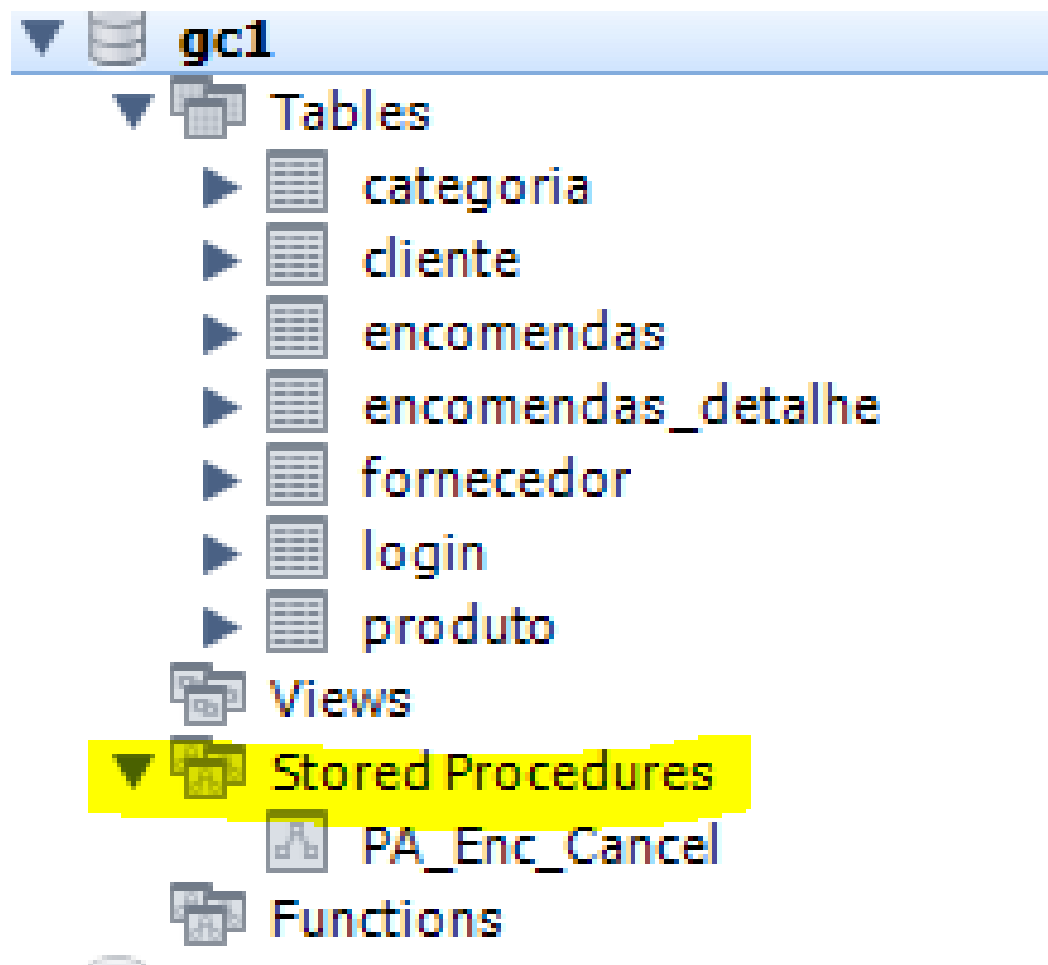 gc1
Tables
categoria
cliente
encomendas
encomendas_detalhe
fornecedor
login
produto
Views
Stored Procedures
PA_Enc_Cancel
Functions